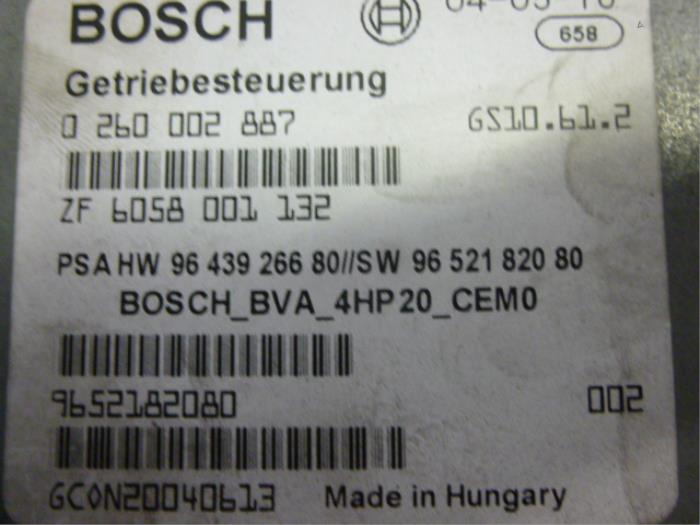 BOSCH
658
Getriebesteuerung
0 260 002 887 GS10.61.2
ZF 6058 001 132
PSA HW 96 439 266 80//SW 96 521 820 80
BOSCH_BVA_4HP20_CEM0
9652182080 002
GC0N20040613 Made in Hungary